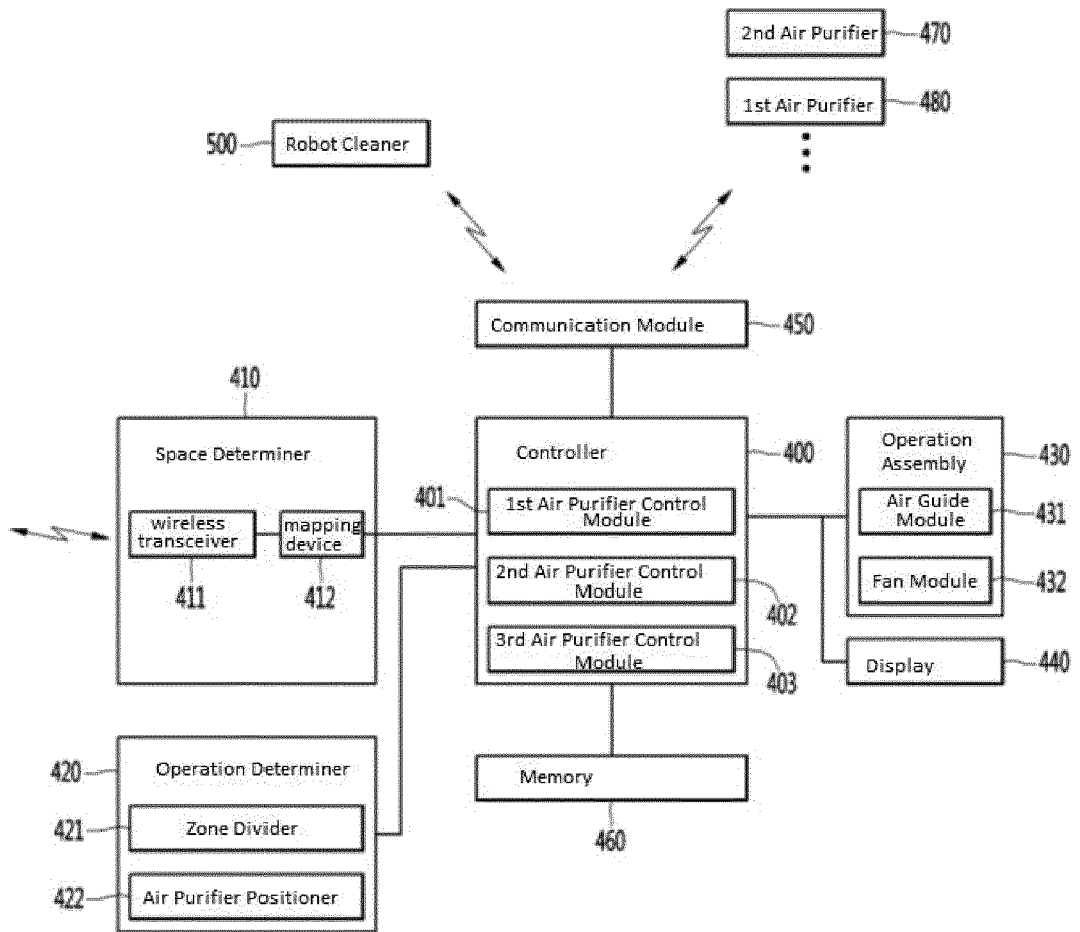 2nd Air Purifier
470
1st Air Purifier
480
500
Robot Cleaner
Communication Module
450
410
Space Determiner
wireless
transceiver
411
mapping
device
412
Controller
400
401
1st Air Purifier Control
Module
2nd Air Purifier Control
Module
402
3rd Air Purifier Control
Module
403
Operation
Assembly
430
Air Guide
Module
431
Fan Module
432
Display
440
420
Operation Determiner
421
Zone Divider
422
Air Purifier Positioner
Memory
460